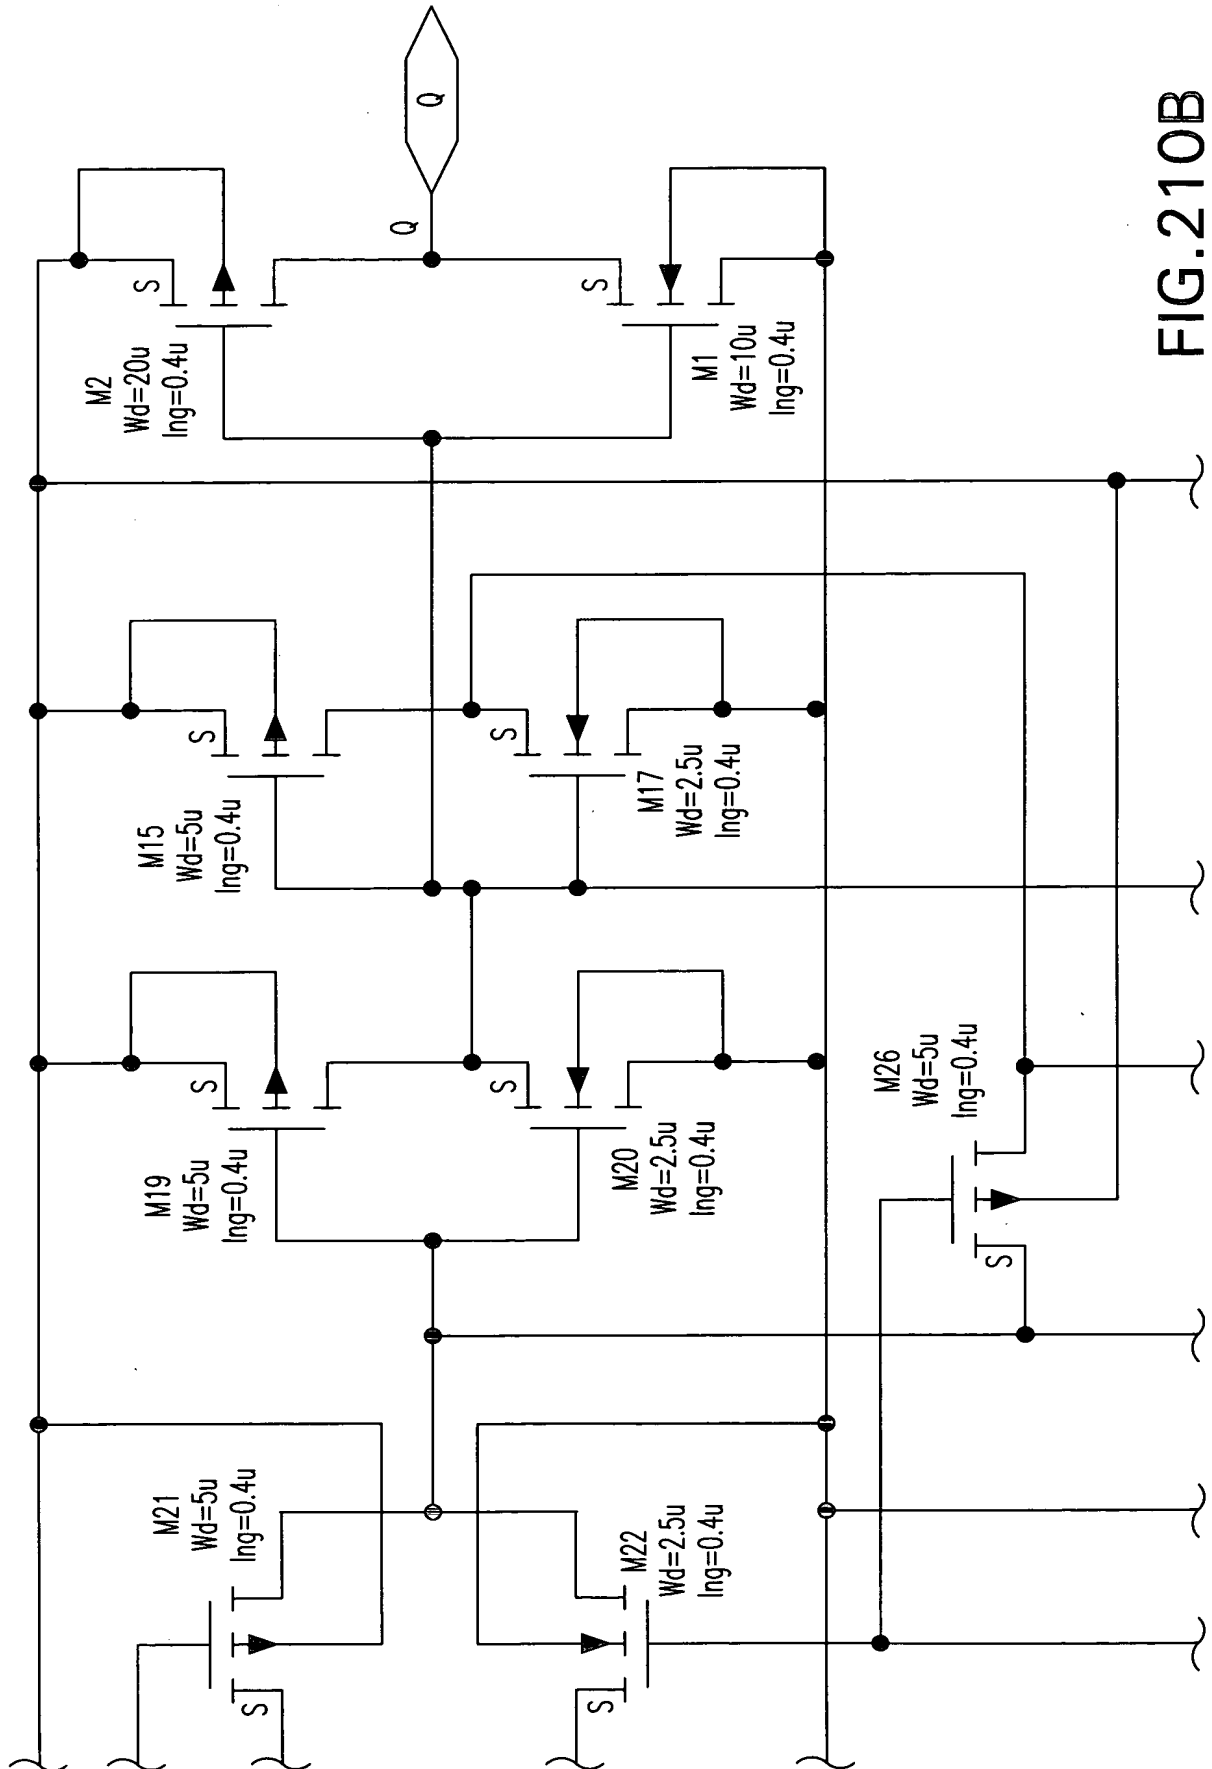 Q
Q
S
M2
Wd=20u
lng=0.4u
S
M1
Wd=10u
lng=0.4u
S
M15
Wd=5u
lng=0.4u
S
M17
Wd=2.5u
lng=0.4u
S
M19
Wd=5u
lng=0.4u
S
M20
Wd=2.5u
lng=0.4u
M26
Wd=5u
lng=0.4u
S
M21
Wd=5u
lng=0.4u
S
M22
Wd=2.5u
lng=0.4u
S
FIG.210B